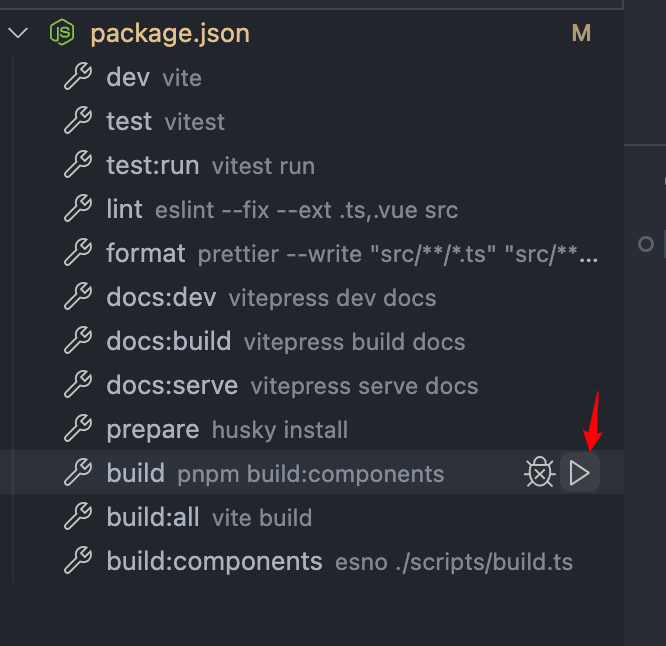 package.json M
dev vite
test vitest
test:run vitest run
lint eslint --fix --ext .ts,.vue src
format prettier --write "src/**/*.ts" "src/**...
docs:dev vitepress dev docs
docs:build vitepress build docs
docs:serve vitepress serve docs
prepare husky install
build pnpm build:components
build:all vite build
build:components esno ./scripts/build.ts